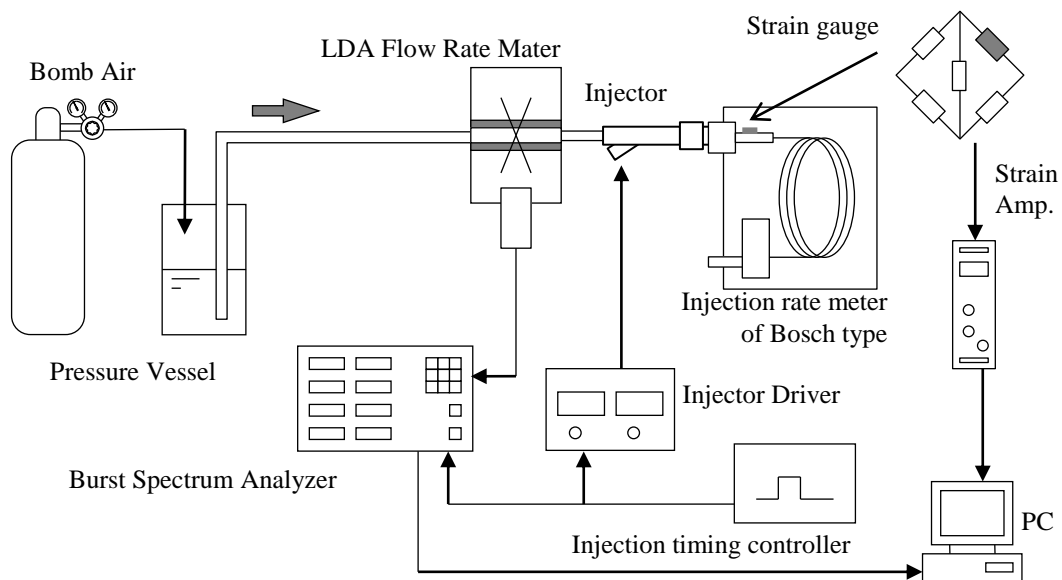 Strain gauge
LDA Flow Rate Mater
Bomb Air
Injector
Strain
Amp.
Injection rate meter
of Bosch type
Pressure Vessel
Injector Driver
Burst Spectrum Analyzer
PC
Injection timing controller